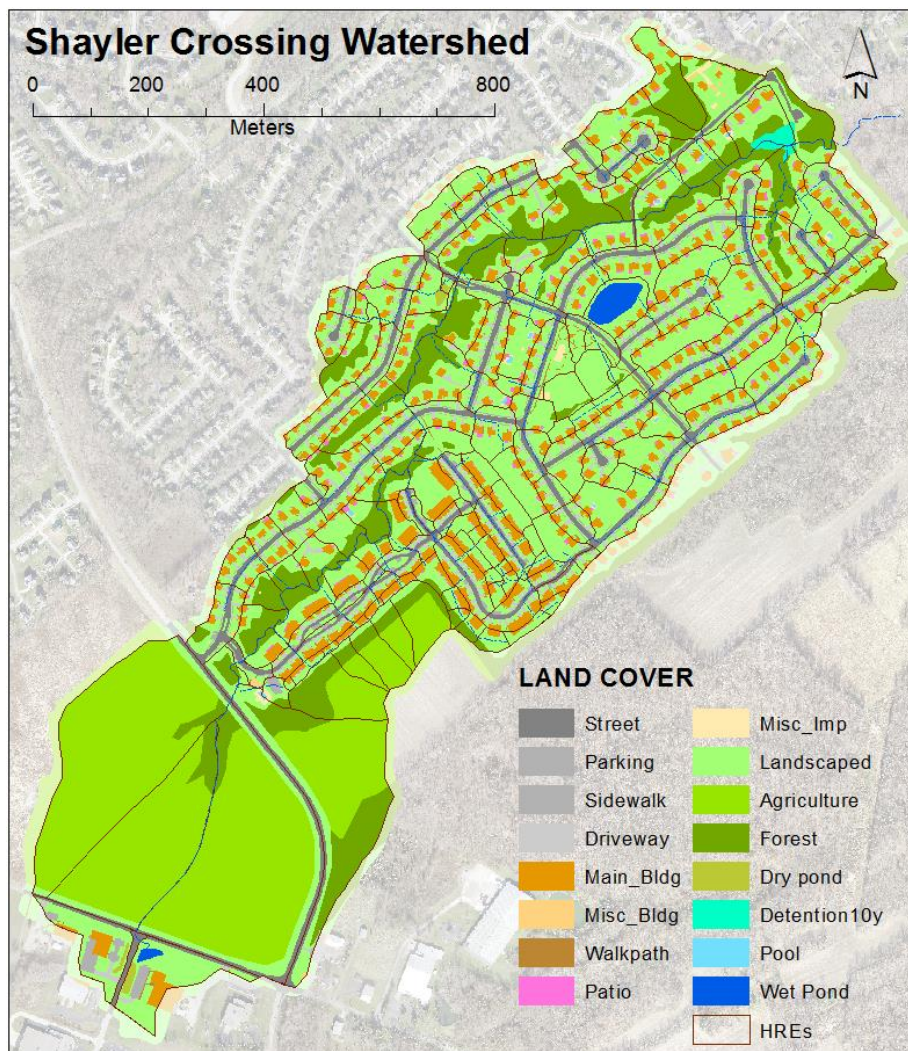 Shayler Crossing Watershed
0 200 400 800
Meters
N
LAND COVER
Street
Parking
Sidewalk
Driveway
Main_Bldg
Misc_Bldg
Walkpath
Patio
Misc_Imp
Landscaped
Agriculture
Forest
Dry pond
Detention10y
Pool
Wet Pond
HREs